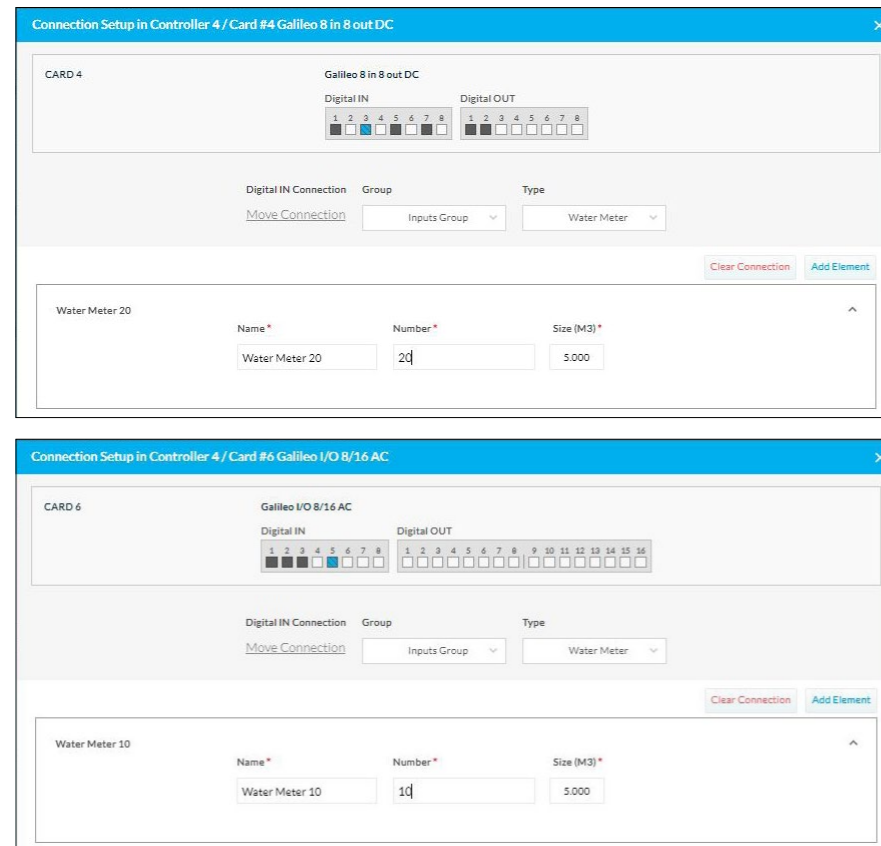 Connection Setup in Controller 4 / Card #4 Galileo 8 in 8 out DC ×
CARD 4 Galileo 8 in 8 out DC
Digital IN Digital OUT
1 2 3 4 5 6 7 8 1 2 3 4 5 6 7 8
Digital IN Connection Group Type
Move Connection Inputs Group Water Meter
Clear Connection Add Element
Water Meter 20
Name* Number* Size (M3)*
Water Meter 20 20 5.000
Connection Setup in Controller 4 / Card #6 Galileo I/O 8/16 AC ×
CARD 6 Galileo I/O 8/16 AC
Digital IN Digital OUT
1 2 3 4 5 6 7 8 1 2 3 4 5 6 7 8 9 10 11 12 13 14 15 16
Digital IN Connection Group Type
Move Connection Inputs Group Water Meter
Clear Connection Add Element
Water Meter 10
Name* Number* Size (M3)*
Water Meter 10 10 5.000